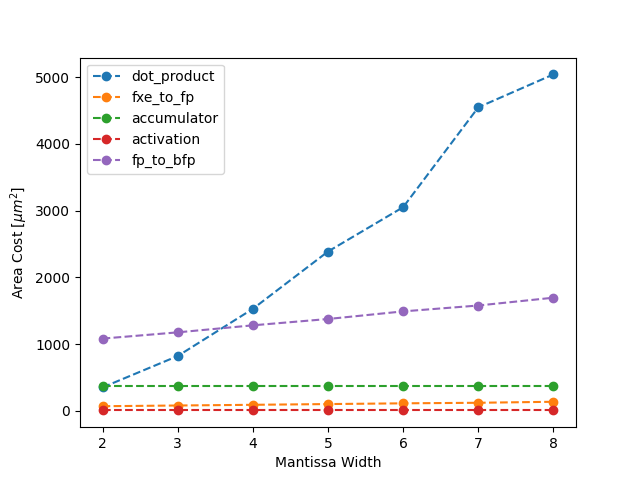 dot_product
fxe_to_fp
accumulator
activation
fp_to_bfp
Area Cost [μm²]
5000
4000
3000
2000
1000
0
2 3 4 5 6 7 8
Mantissa Width